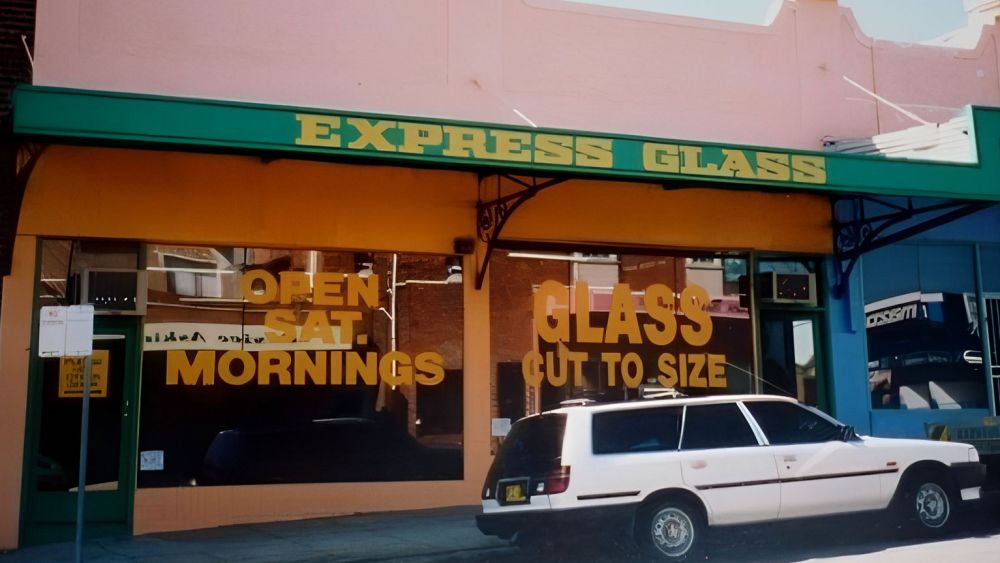 EXPRESS GLASS
OPEN
SAT.
MORNINGS
GLASS
CUT TO SIZE